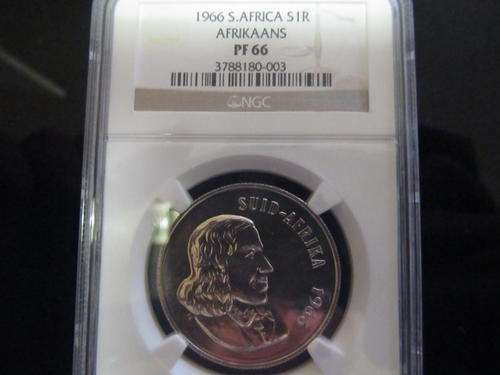 1966 S.AFRICA S1R
AFRIKAANS
PF 66
3788180-003
NGC
SUID-AFRIKA 1966